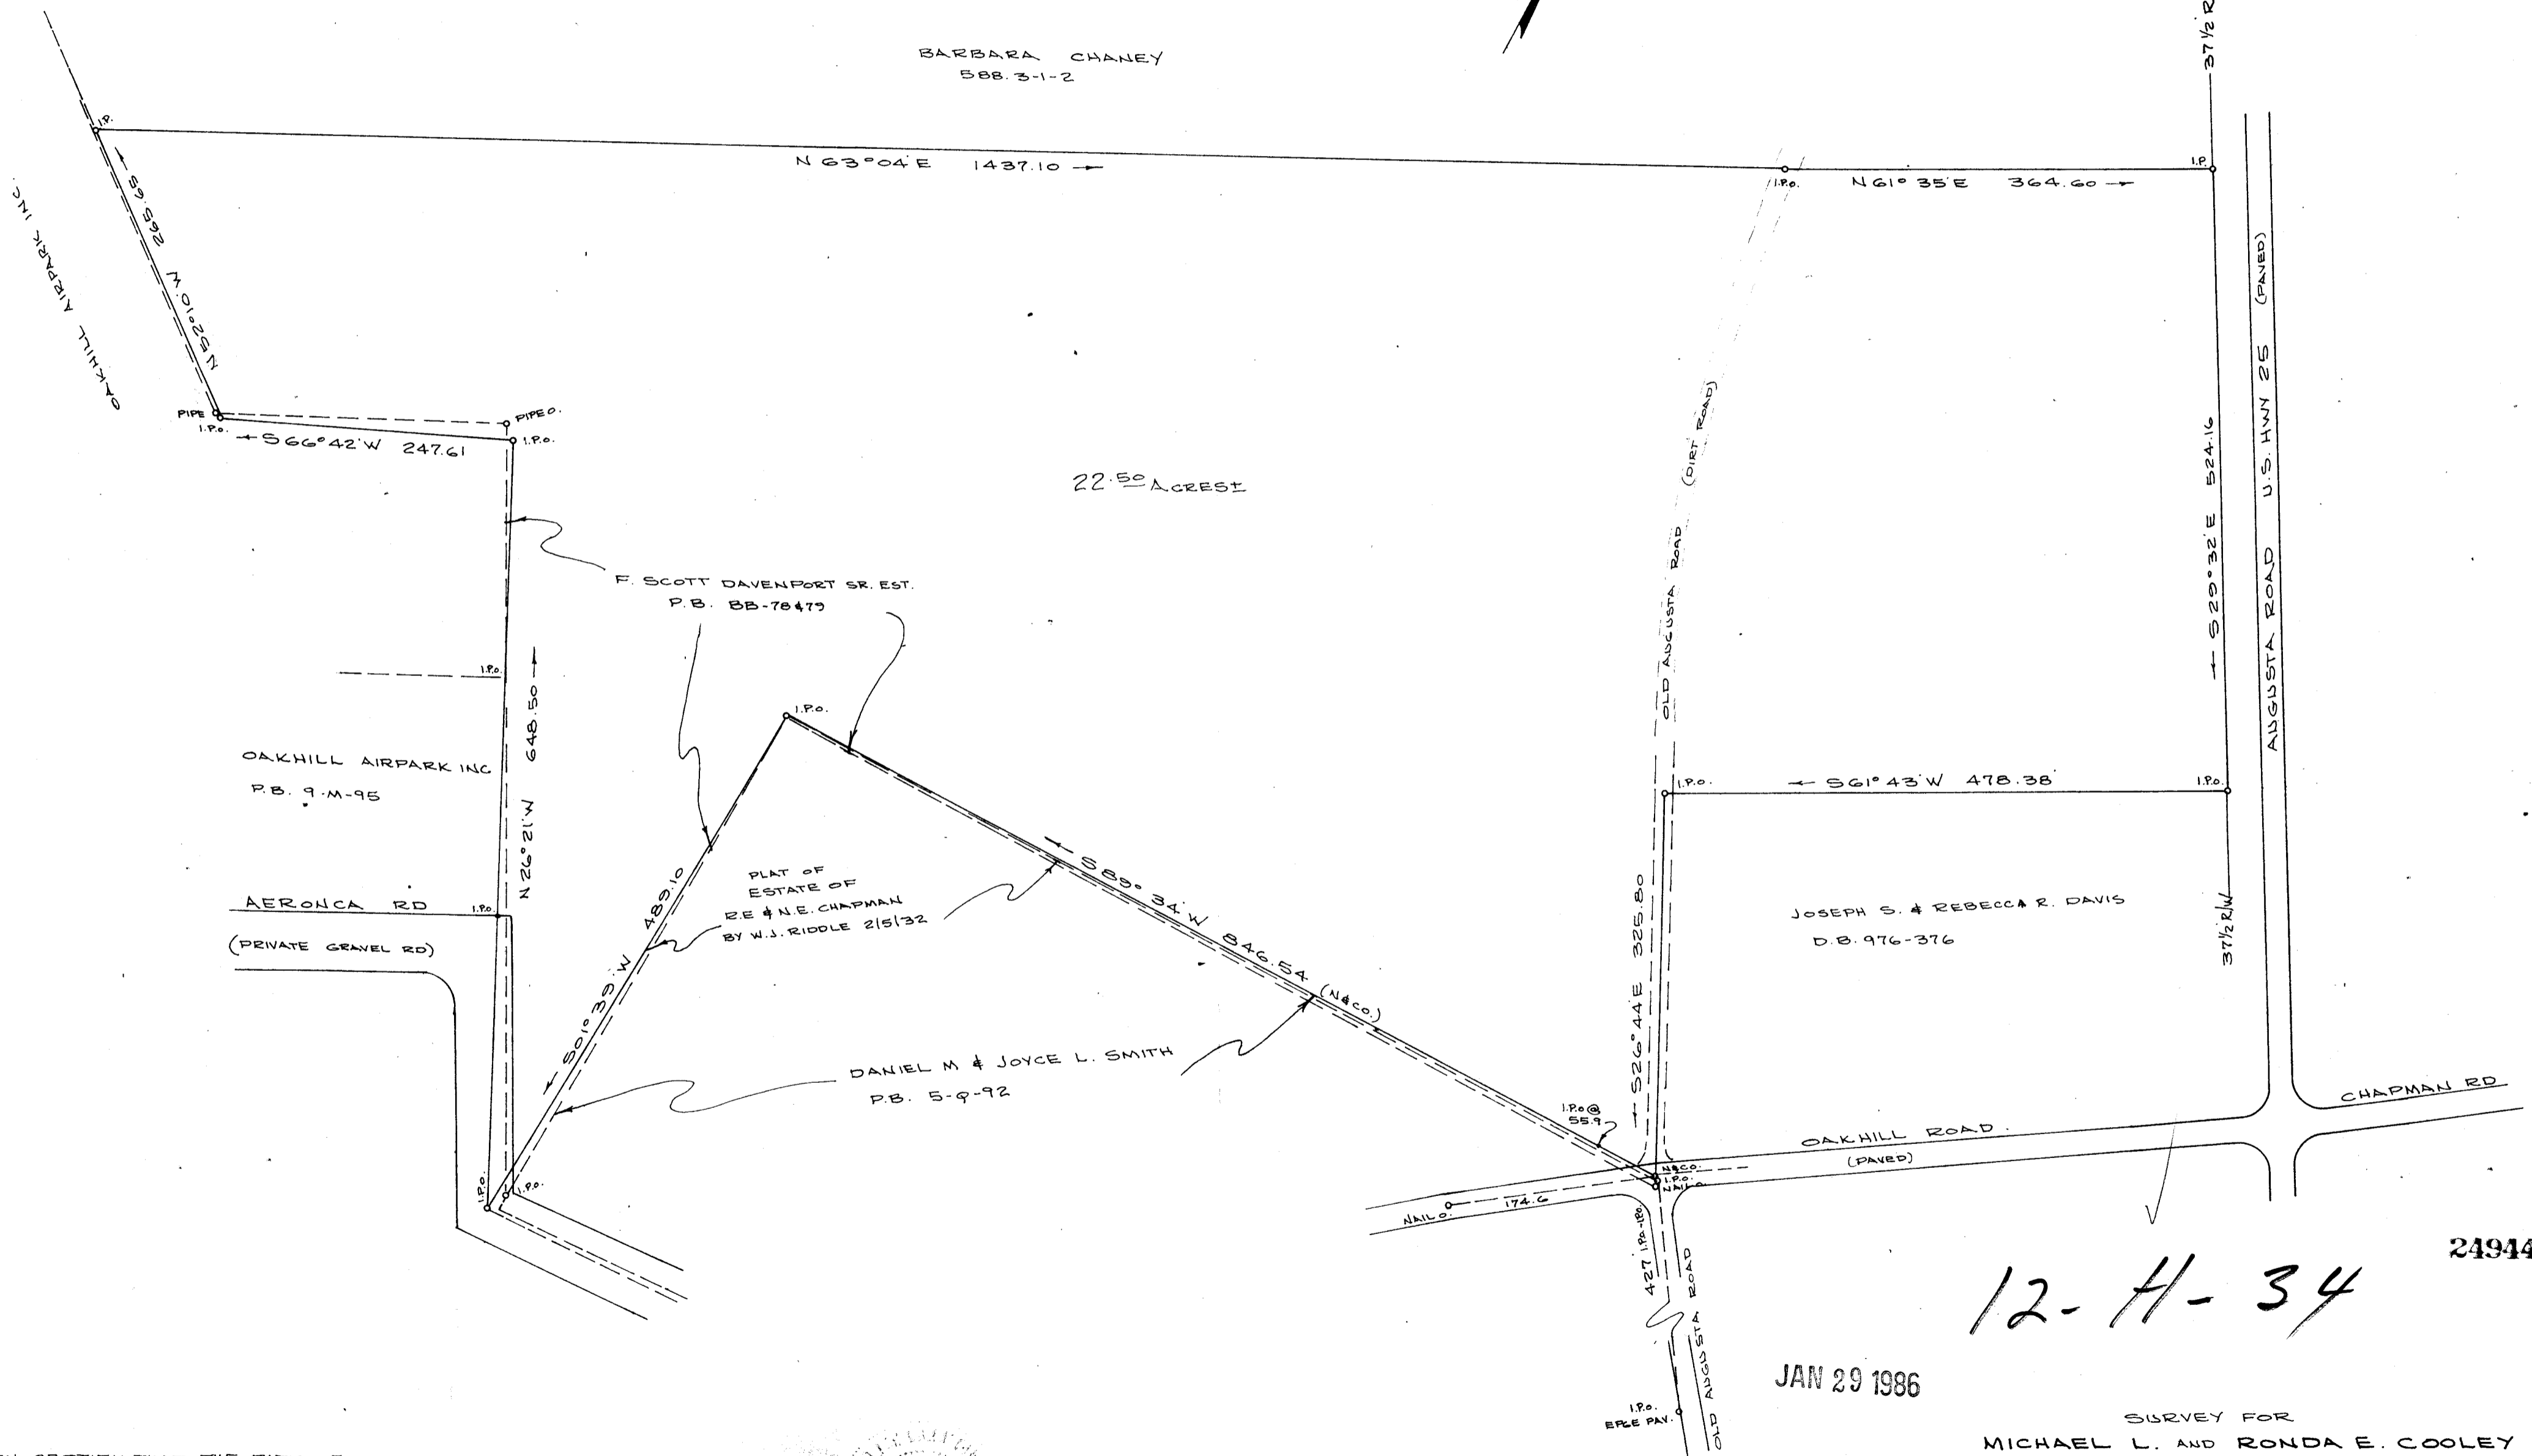 BARBARA CHANEY
588.3-1-2
37 1/2 R
I.P.
N 63°04'E 1437.10
I.P.O.
N 61°35'E 364.60
I.P.
OAKHILL AIRPARK INC.
N 52°10'W 265.65
PIPE
I.P.O.
PIPE O.
I.P.O.
S 66°42'W 247.61
22.50 ACRES±
OLD AUGUSTA ROAD (DIRT ROAD)
S 29°32'E 524.16
AUGUSTA ROAD U.S. HWY 25 (PAVED)
F. SCOTT DAVENPORT SR. EST.
P.B. BB-78&79
I.P.O.
N 26°21'W 648.50
I.P.O.
OAKHILL AIRPARK INC
P.B. 9-M-95
I.P.O.
S 61°43'W 478.38'
I.P.O.
AERONCA RD
I.P.O.
(PRIVATE GRAVEL RD)
PLAT OF
ESTATE OF
R.E & N.E. CHAPMAN
BY W.J. RIDDLE 2/5/32
S 01°39'W 489.10
S 89°34'W 846.54 (N&CO.)
S 26°44'E 325.80
JOSEPH S. & REBECCA R. DAVIS
D.B. 976-376
37 1/2 R/W
DANIEL M & JOYCE L. SMITH
P.B. 5-Q-92
I.P.O @
55.9
CHAPMAN RD
OAKHILL ROAD.
(PAVED)
N&CO.
I.P.O.
NAIL O.
I.P.O.
I.P.O.
NAIL O.
174.6
427' I.P.O-I.P.O.
OLD AUGUSTA ROAD
I.P.O.
EDGE PAV.
24944
12-H-34
JAN 29 1986
SURVEY FOR
MICHAEL L. AND RONDA E. COOLEY